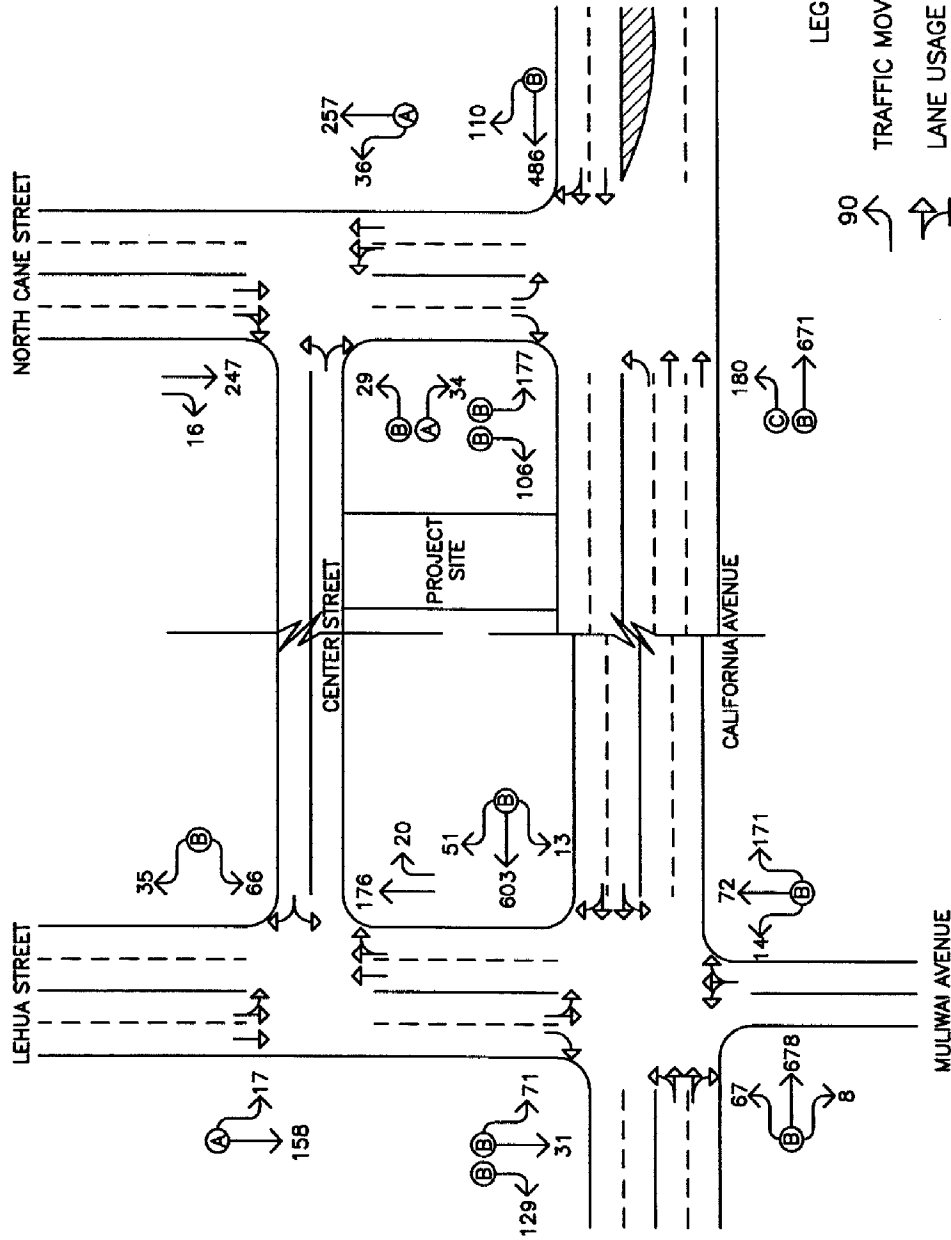 NORTH CANE STREET
LEHUA STREET
CENTER STREET
PROJECT
SITE
CALIFORNIA AVENUE
MULIWAI AVENUE
16
247
36
257
A
110
486
B
29
B
A
34
B
B
106
177
180
C
B
671
35
66
B
176
20
51
603
13
B
72
14
171
B
A
17
158
B
B
129
71
31
67
678
8
B
LEG
90
TRAFFIC MOV
LANE USAGE